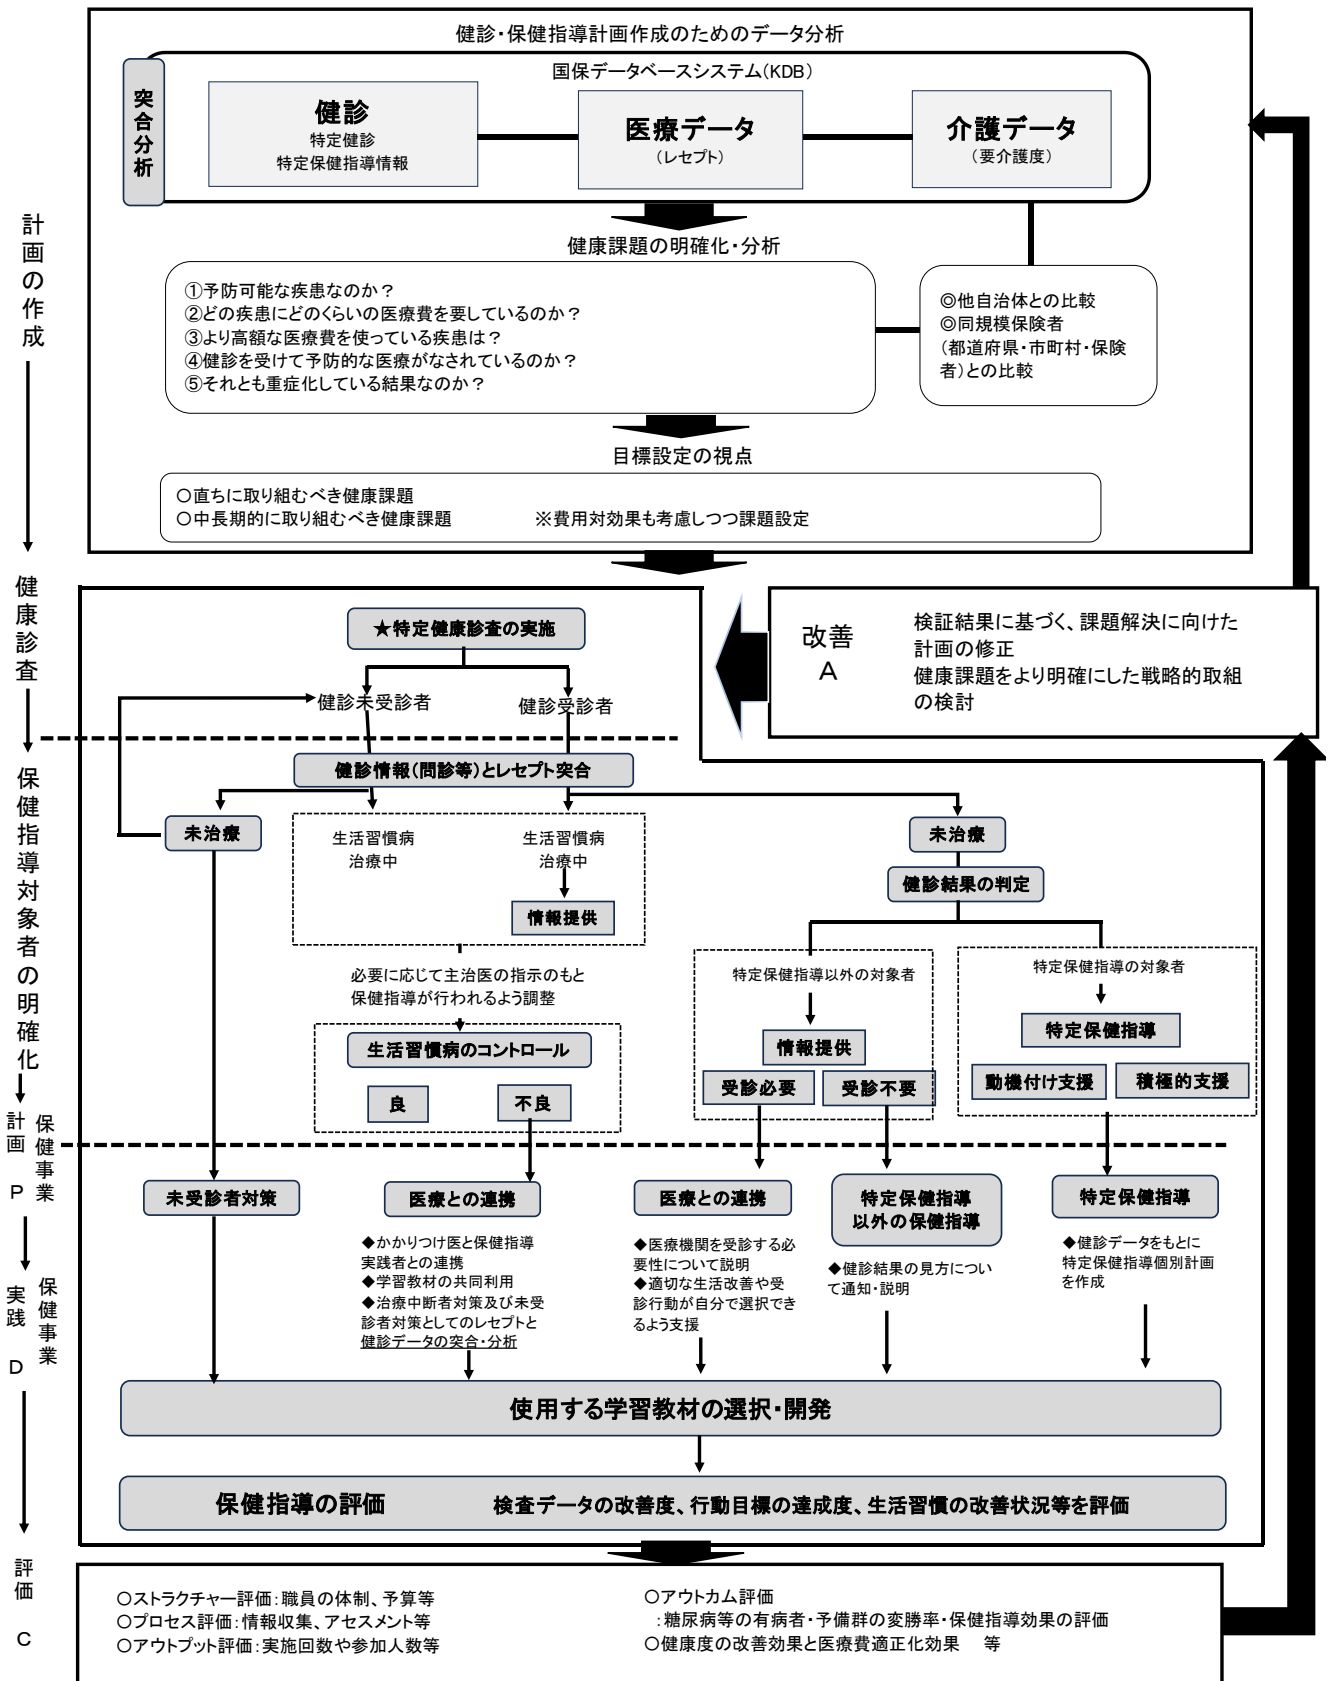 健診・保健指導計画作成のためのデータ分析
国保データベースシステム（KDB）
突合分析
健診
特定健診
特定保健指導情報
医療データ
（レセプト）
介護データ
（要介護度）
計画の作成
健康課題の明確化・分析
①予防可能な疾患なのか？
②どの疾患にどのくらいの医療費を要しているのか？
③より高額な医療費を使っている疾患は？
④健診を受けて予防的な医療がなされているのか？
⑤それとも重症化している結果なのか？
◎他自治体との比較
◎同規模保険者
（都道府県・市町村・保険
者）との比較
目標設定の視点
○直ちに取り組むべき健康課題
○中長期的に取り組むべき健康課題　　　※費用対効果も考慮しつつ課題設定
健康診査
★特定健康診査の実施
健診未受診者
健診受診者
改善
A
検証結果に基づく、課題解決に向けた
計画の修正
健康課題をより明確にした戦略的取組
の検討
保健指導対象者の明確化
健診情報（問診等）とレセプト突合
未治療
生活習慣病
治療中
生活習慣病
治療中
情報提供
未治療
健診結果の判定
必要に応じて主治医の指示のもと
保健指導が行われるよう調整
生活習慣病のコントロール
良
不良
特定保健指導以外の対象者
情報提供
受診必要
受診不要
特定保健指導の対象者
特定保健指導
動機付け支援
積極的支援
保健事業
計画　P
未受診者対策
医療との連携
医療との連携
特定保健指導
以外の保健指導
特定保健指導
保健事業
実践　D
◆かかりつけ医と保健指導
実践者との連携
◆学習教材の共同利用
◆治療中断者対策及び未受
診者対策としてのレセプトと
健診データの突合・分析
◆医療機関を受診する必
要性について説明
◆適切な生活改善や受
診行動が自分で選択でき
るよう支援
◆健診結果の見方につい
て通知・説明
◆健診データをもとに
特定保健指導個別計画
を作成
使用する学習教材の選択・開発
保健指導の評価　　検査データの改善度、行動目標の達成度、生活習慣の改善状況等を評価
評価　C
○ストラクチャー評価：職員の体制、予算等
○プロセス評価：情報収集、アセスメント等
○アウトプット評価：実施回数や参加人数等
○アウトカム評価
：糖尿病等の有病者・予備群の変勝率・保健指導効果の評価
○健康度の改善効果と医療費適正化効果　等